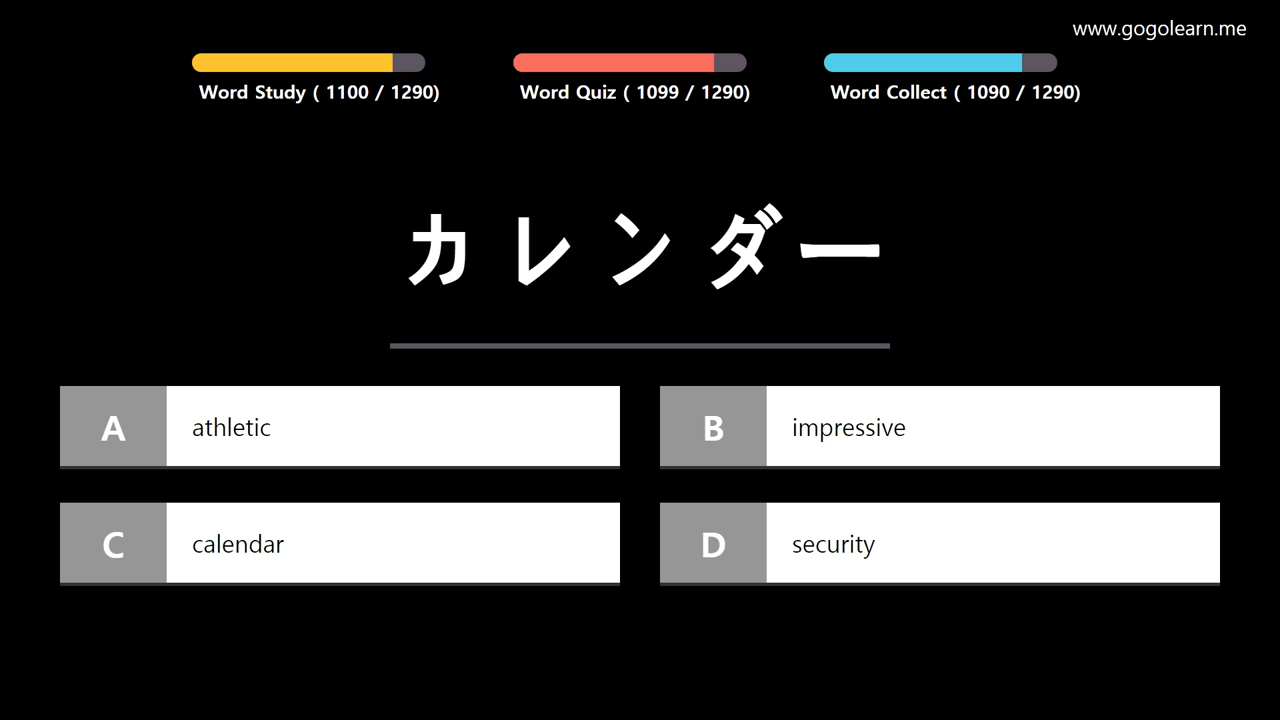 www.gogolearn.me
Word Study ( 1100 / 1290)
Word Quiz ( 1099 / 1290)
Word Collect ( 1090 / 1290)
カレンダー
A athletic
B impressive
C calendar
D security